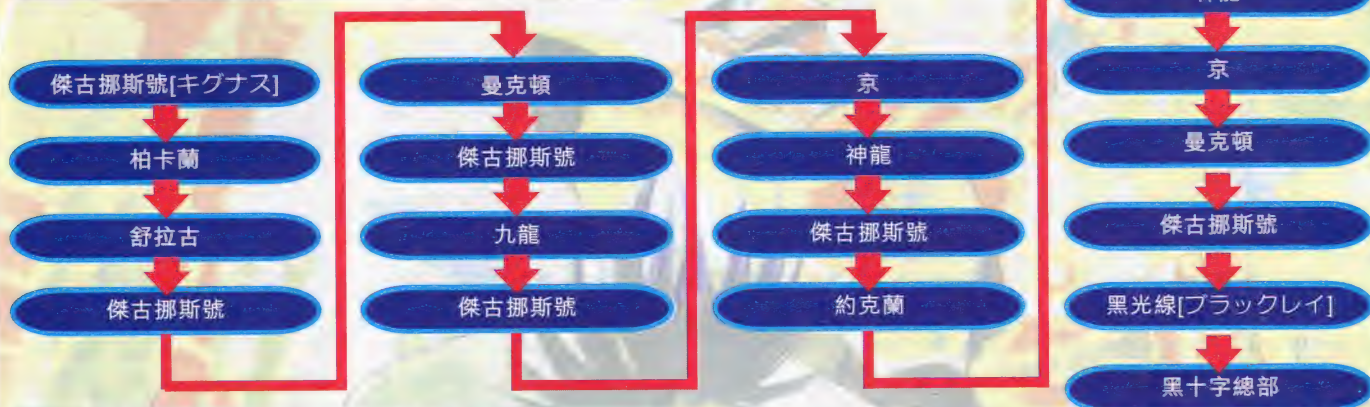 傑古挪斯號[キグナス]
柏卡蘭
舒拉古
傑古挪斯號
曼克頓
傑古挪斯號
九龍
傑古挪斯號
京
神龍
傑古挪斯號
約克蘭
京
曼克頓
傑古挪斯號
黑光線[ブラックレイ]
黑十字總部